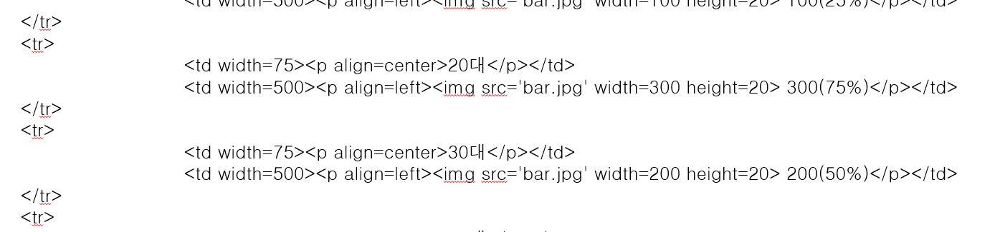 <td width=500><p align=left><img src='bar.jpg' width=100 height=20> 100(25%)</p></td>
</tr>
<tr>
<td width=75><p align=center>20대</p></td>
<td width=500><p align=left><img src='bar.jpg' width=300 height=20> 300(75%)</p></td>
</tr>
<tr>
<td width=75><p align=center>30대</p></td>
<td width=500><p align=left><img src='bar.jpg' width=200 height=20> 200(50%)</p></td>
</tr>
<tr>